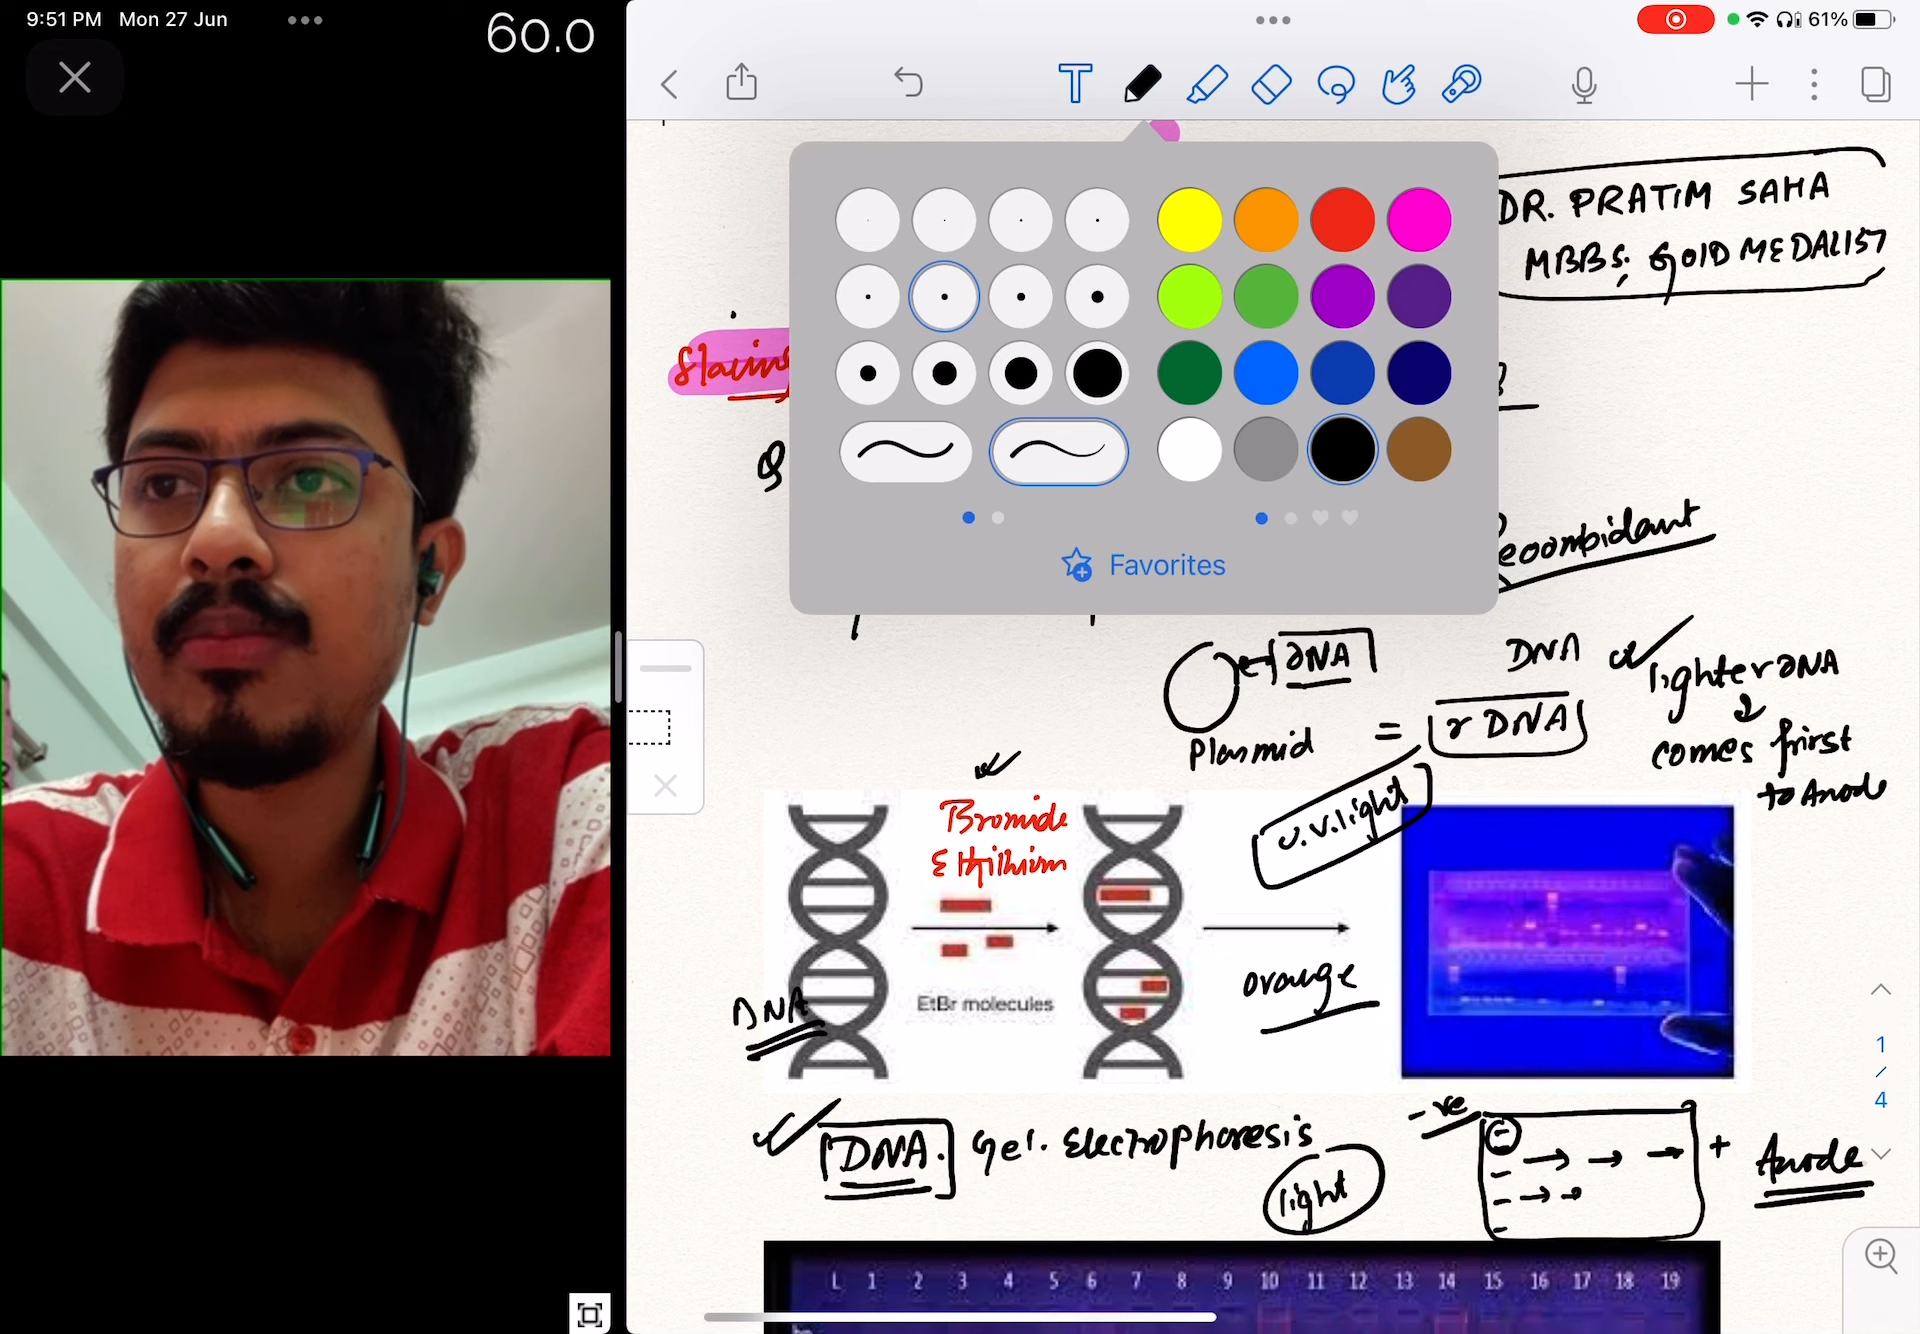 9:51 PM Mon 27 Jun
60.0
61%
T
DR. PRATIM SAHA
MBBS; GOLD MEDALIST
Q
Favorites
DNA
Plasmid = r DNA
DNA
lighter DNA
comes frirst
to Anode
Bromide
u.v.light
EtBr molecules
orange
DNA
1
/
4
DNA. Gel. Electrophoresis
light
-ve
+ Anode
L 1 2 3 4 5 6 7 8 9 10 11 12 13 14 15 16 17 18 19